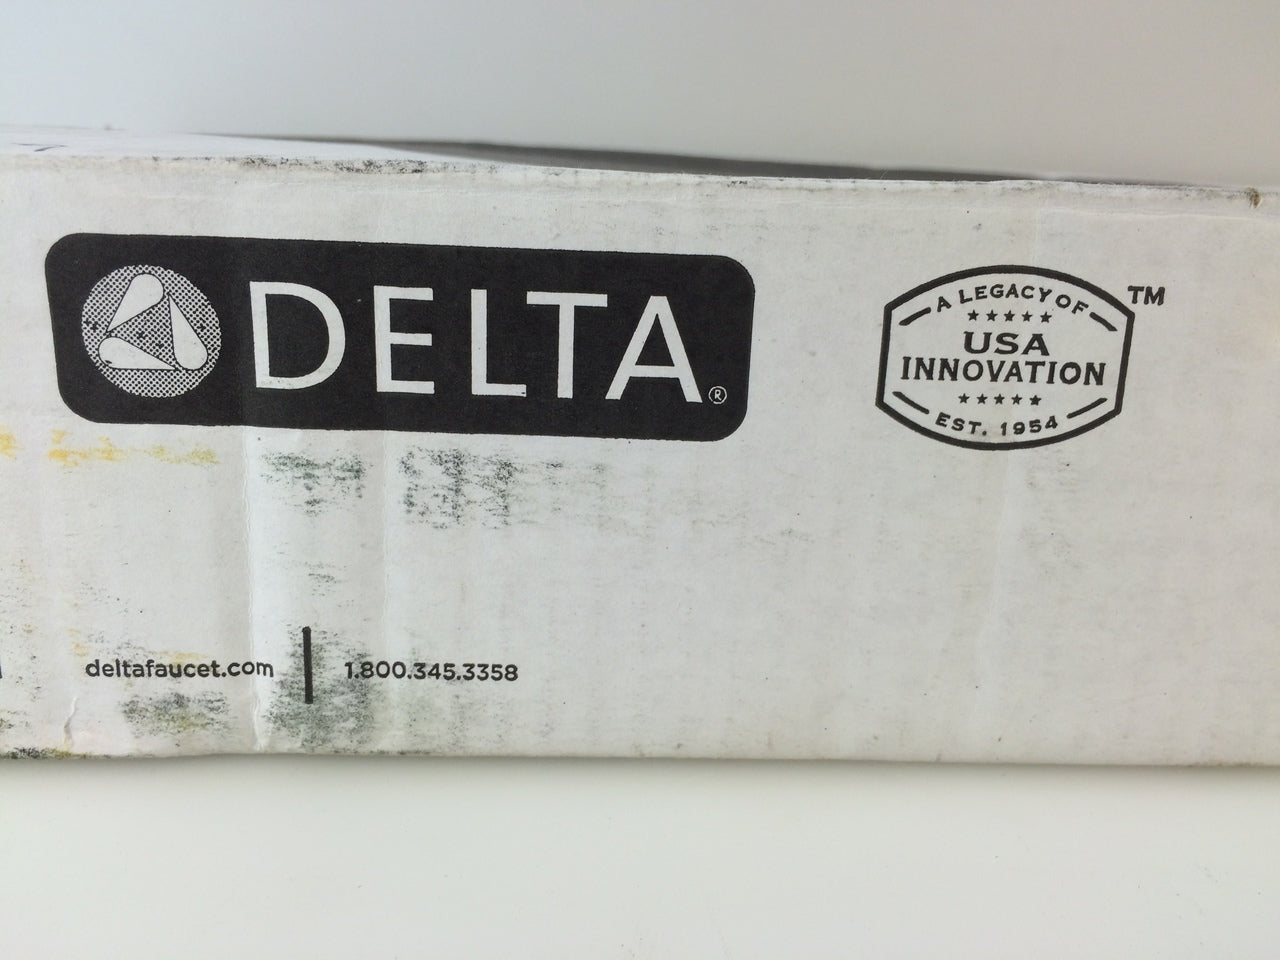 DELTA®
A LEGACY OF
USA
INNOVATION
EST. 1954
TM
deltafaucet.com | 1.800.345.3358